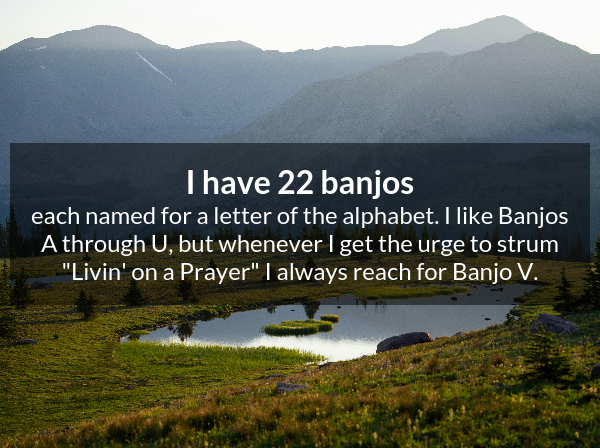 I have 22 banjos
each named for a letter of the alphabet. I like Banjos
A through U, but whenever I get the urge to strum
"Livin' on a Prayer" I always reach for Banjo V.